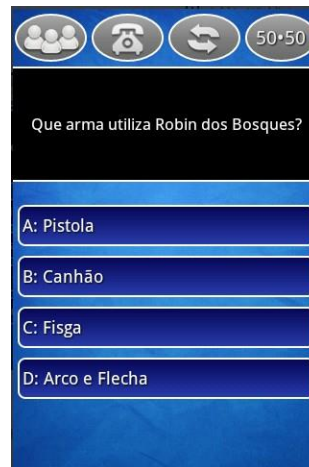 50•50
Que arma utiliza Robin dos Bosques?
A: Pistola
B: Canhão
C: Fisga
D: Arco e Flecha